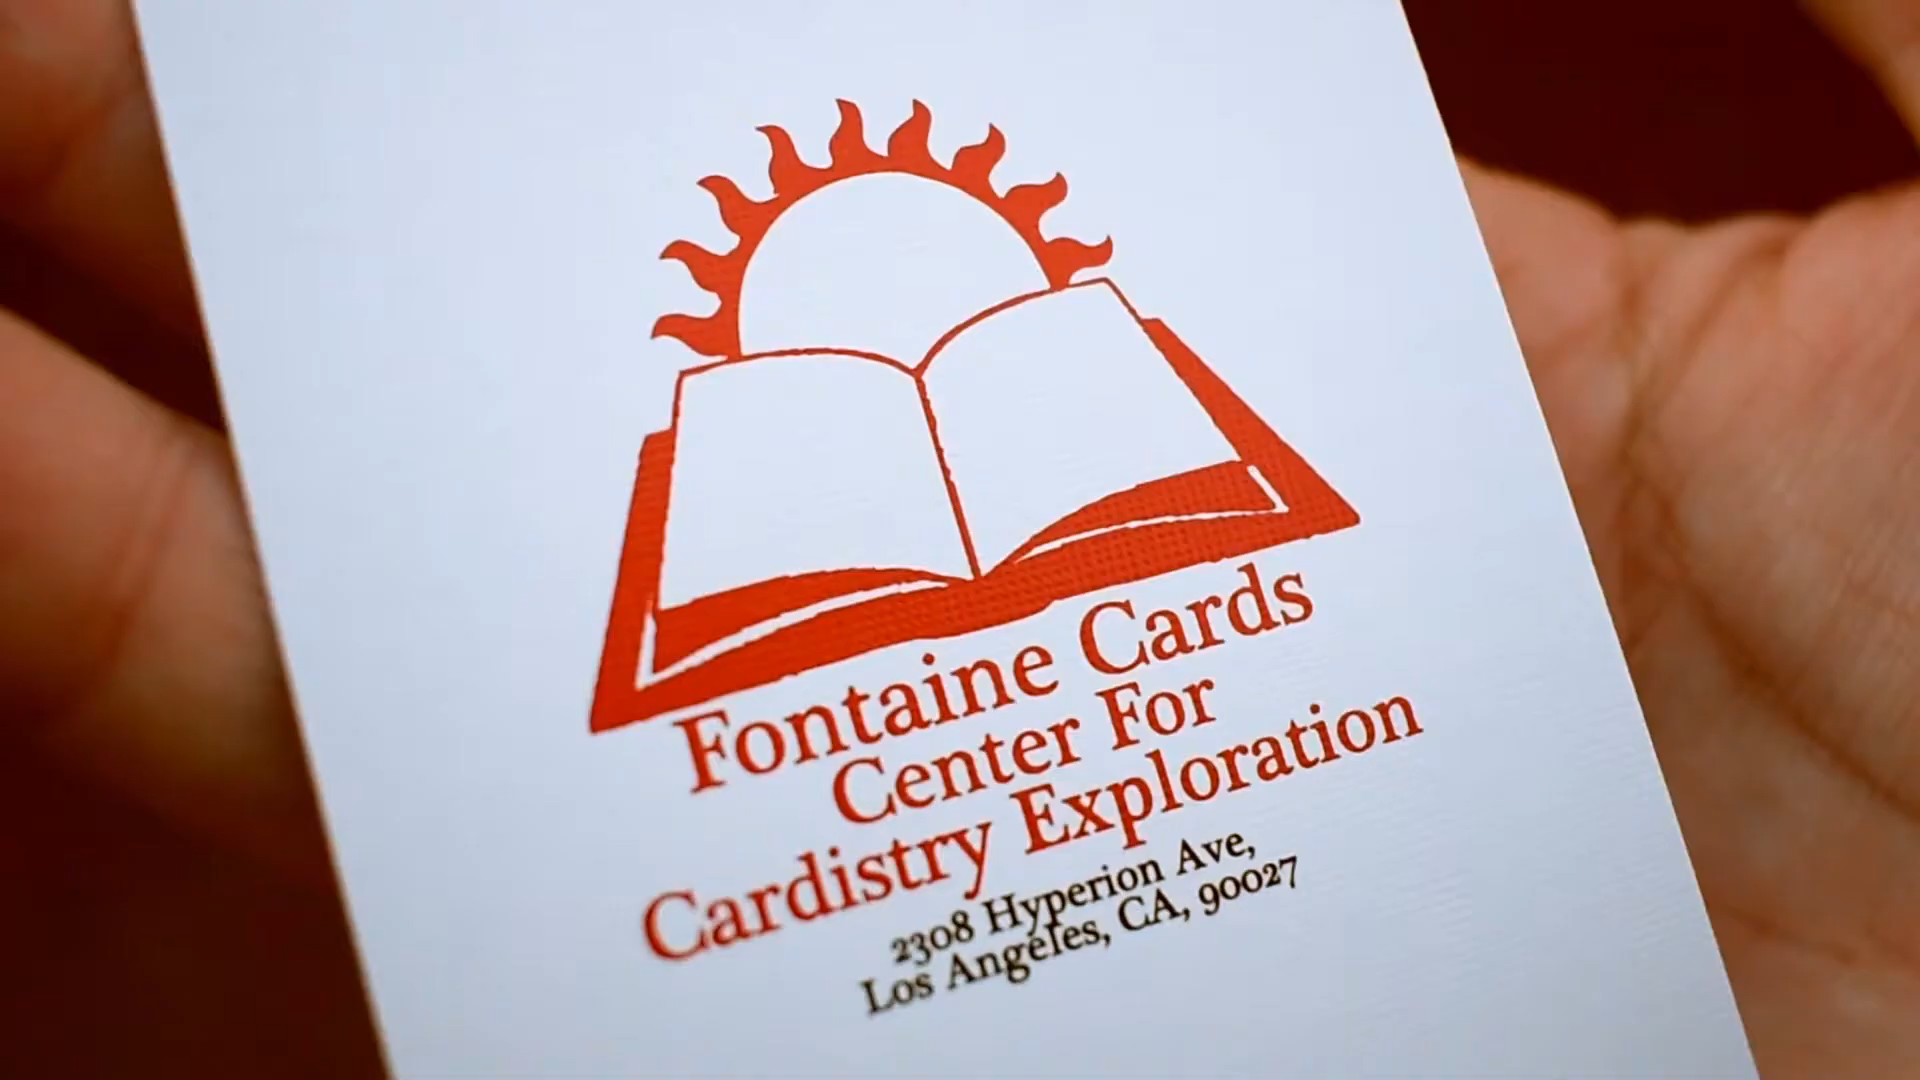 Fontaine Cards
Center For
Cardistry Exploration
2308 Hyperion Ave,
Los Angeles, CA, 90027